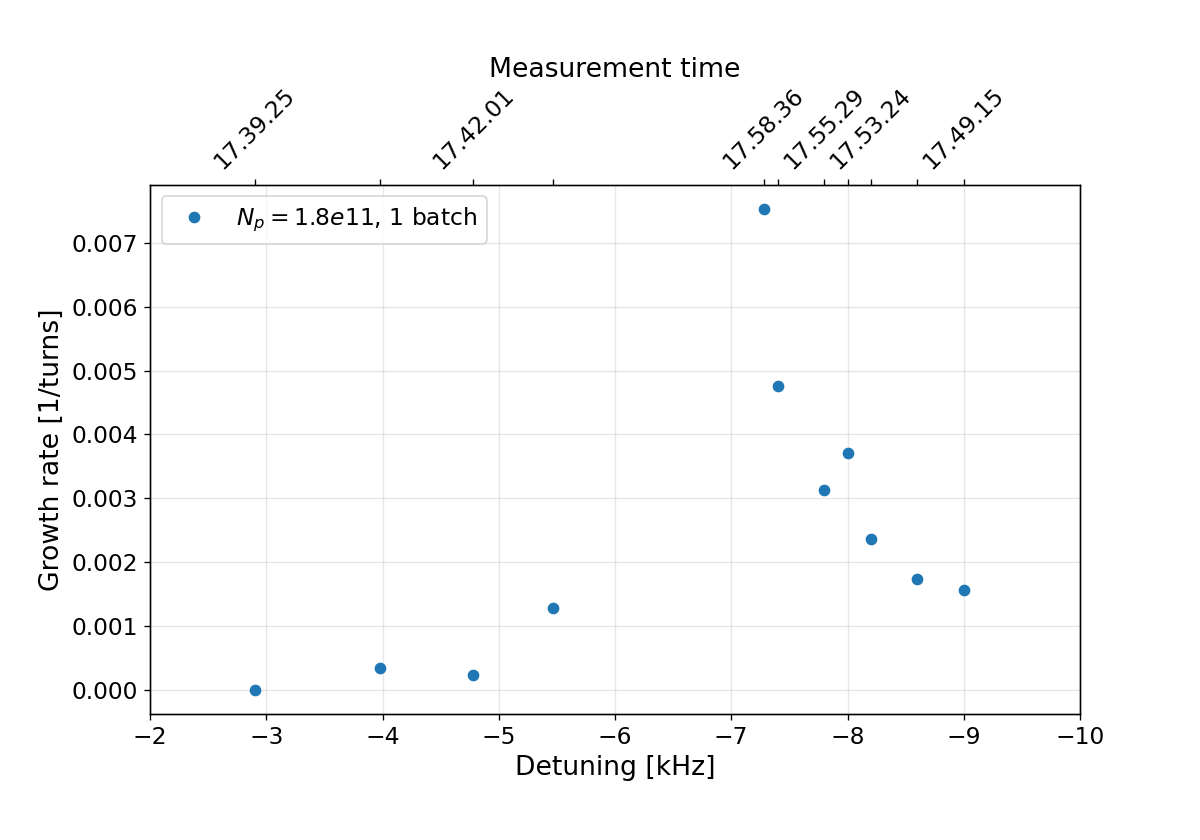 Measurement time
17.39.25 17.42.01 17.58.36 17.55.29 17.53.24 17.49.15
N_p = 1.8e11, 1 batch
Growth rate [1/turns]
0.007
0.006
0.005
0.004
0.003
0.002
0.001
0.000
−2 −3 −4 −5 −6 −7 −8 −9 −10
Detuning [kHz]